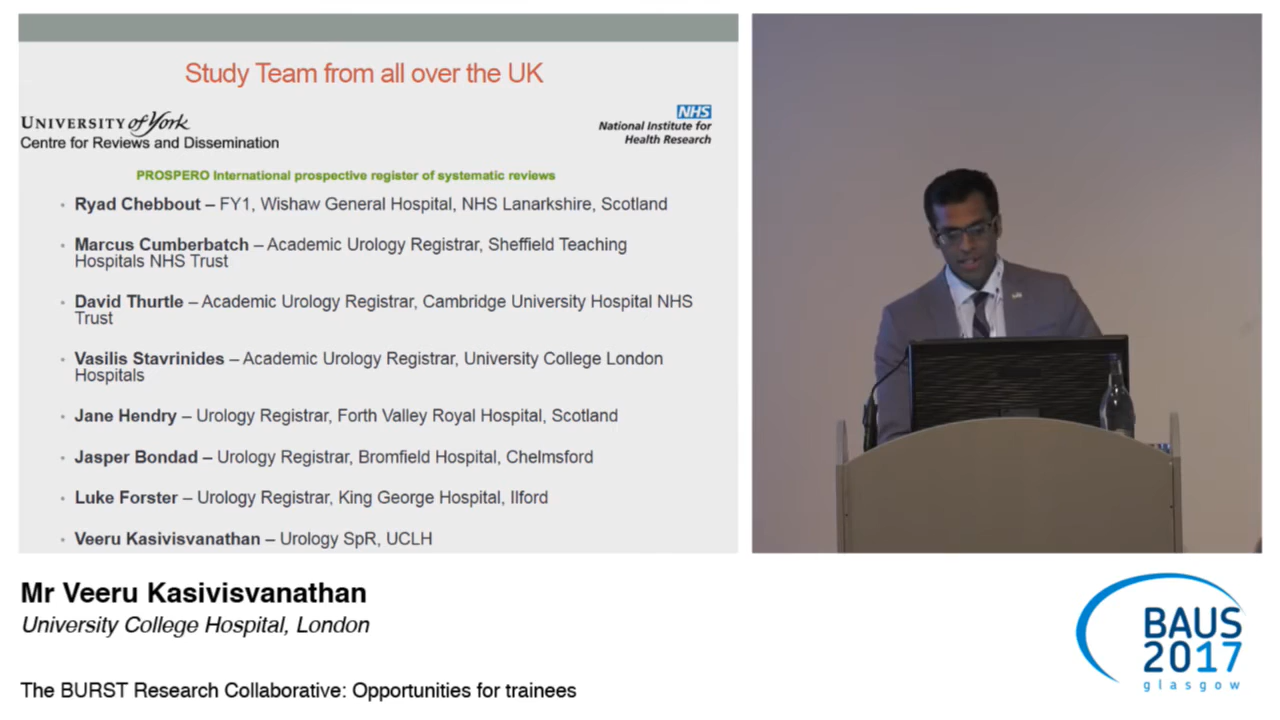 Study Team from all over the UK
UNIVERSITY of York
Centre for Reviews and Dissemination
NHS
National Institute for
Health Research
PROSPERO International prospective register of systematic reviews
• Ryad Chebbout – FY1, Wishaw General Hospital, NHS Lanarkshire, Scotland
• Marcus Cumberbatch – Academic Urology Registrar, Sheffield Teaching
Hospitals NHS Trust
• David Thurtle – Academic Urology Registrar, Cambridge University Hospital NHS
Trust
• Vasilis Stavrinides – Academic Urology Registrar, University College London
Hospitals
• Jane Hendry – Urology Registrar, Forth Valley Royal Hospital, Scotland
• Jasper Bondad – Urology Registrar, Bromfield Hospital, Chelmsford
• Luke Forster – Urology Registrar, King George Hospital, Ilford
• Veeru Kasivisvanathan – Urology SpR, UCLH
Mr Veeru Kasivisvanathan
University College Hospital, London
The BURST Research Collaborative: Opportunities for trainees
BAUS
2017
glasgow